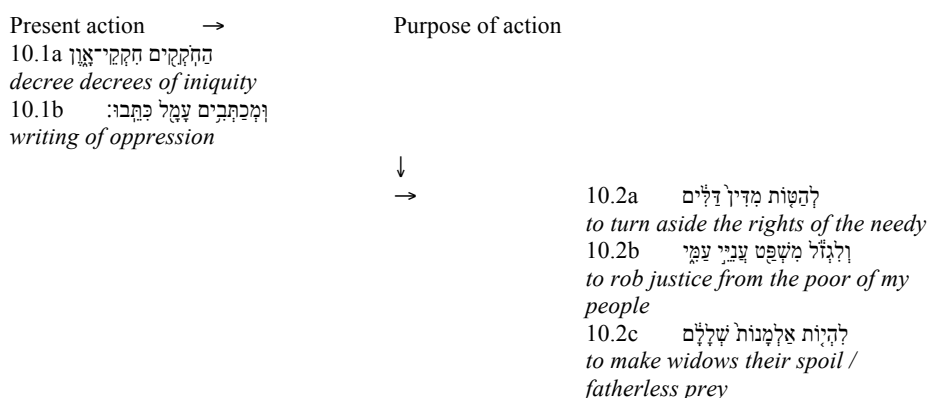 Present action → Purpose of action
10.1a הַחֹֽקְקִ֖ים חִקְקֵי־אָ֑וֶן
decree decrees of iniquity
10.1b וּֽמְכַתְּבִ֥ים עָמָ֖ל כִּתֵּֽבוּ׃
writing of oppression
↓
→ 10.2a לְהַטּ֤וֹת מִדִּין֙ דַּלִּ֔ים
to turn aside the rights of the needy
10.2b וְלִגְזֹ֕ל מִשְׁפַּ֖ט עֲנִיֵּ֣י עַמִּ֑י
to rob justice from the poor of my
people
10.2c לִהְי֤וֹת אַלְמָנוֹת֙ שְׁלָלָ֔ם
to make widows their spoil /
fatherless prey